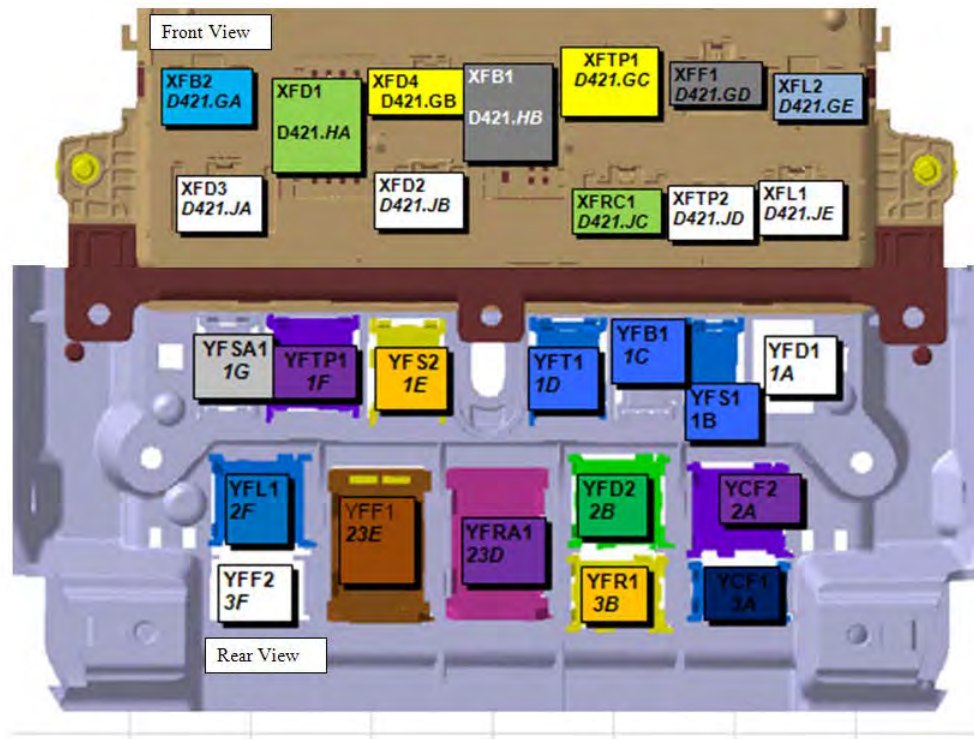 Front View
XFB2
D421.GA
XFD1
D421.HA
XFD4
D421.GB
XFB1
D421.HB
XFTP1
D421.GC
XFF1
D421.GD
XFL2
D421.GE
XFD3
D421.JA
XFD2
D421.JB
XFRC1
D421.JC
XFTP2
D421.JD
XFL1
D421.JE
YFSA1
1G
YFTP1
1F
YFS2
1E
YFT1
1D
YFB1
1C
YFS1
1B
YFD1
1A
YFL1
2F
YFF1
23E
YFRA1
23D
YFD2
2B
YCF2
2A
YFF2
3F
YFR1
3B
YCF1
3A
Rear View